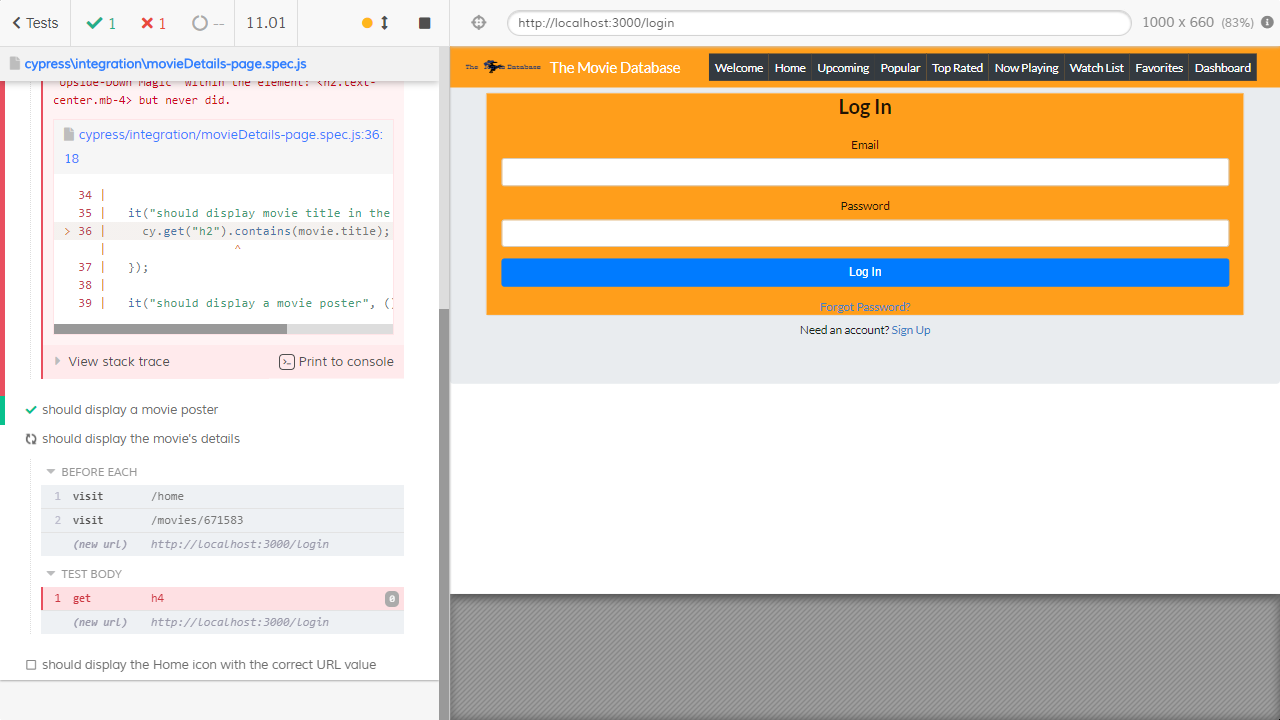 Tests
1
1
--
11.01
http://localhost:3000/login
1000 x 660 (83%)
cypress\integration\movieDetails-page.spec.js
'Upside-Down Magic' within the element: <h2.text-
center.mb-4> but never did.
cypress/integration/movieDetails-page.spec.js:36:
18
34 |
35 | it("should display movie title in the
> 36 | cy.get("h2").contains(movie.title);
| ^
37 | });
38 |
39 | it("should display a movie poster", ()
View stack trace
Print to console
should display a movie poster
should display the movie's details
BEFORE EACH
1 visit /home
2 visit /movies/671583
(new url) http://localhost:3000/login
TEST BODY
1 get h4 0
(new url) http://localhost:3000/login
should display the Home icon with the correct URL value
The Movie Database
Welcome Home Upcoming Popular Top Rated Now Playing Watch List Favorites Dashboard
Log In
Email
Password
Log In
Forgot Password?
Need an account? Sign Up